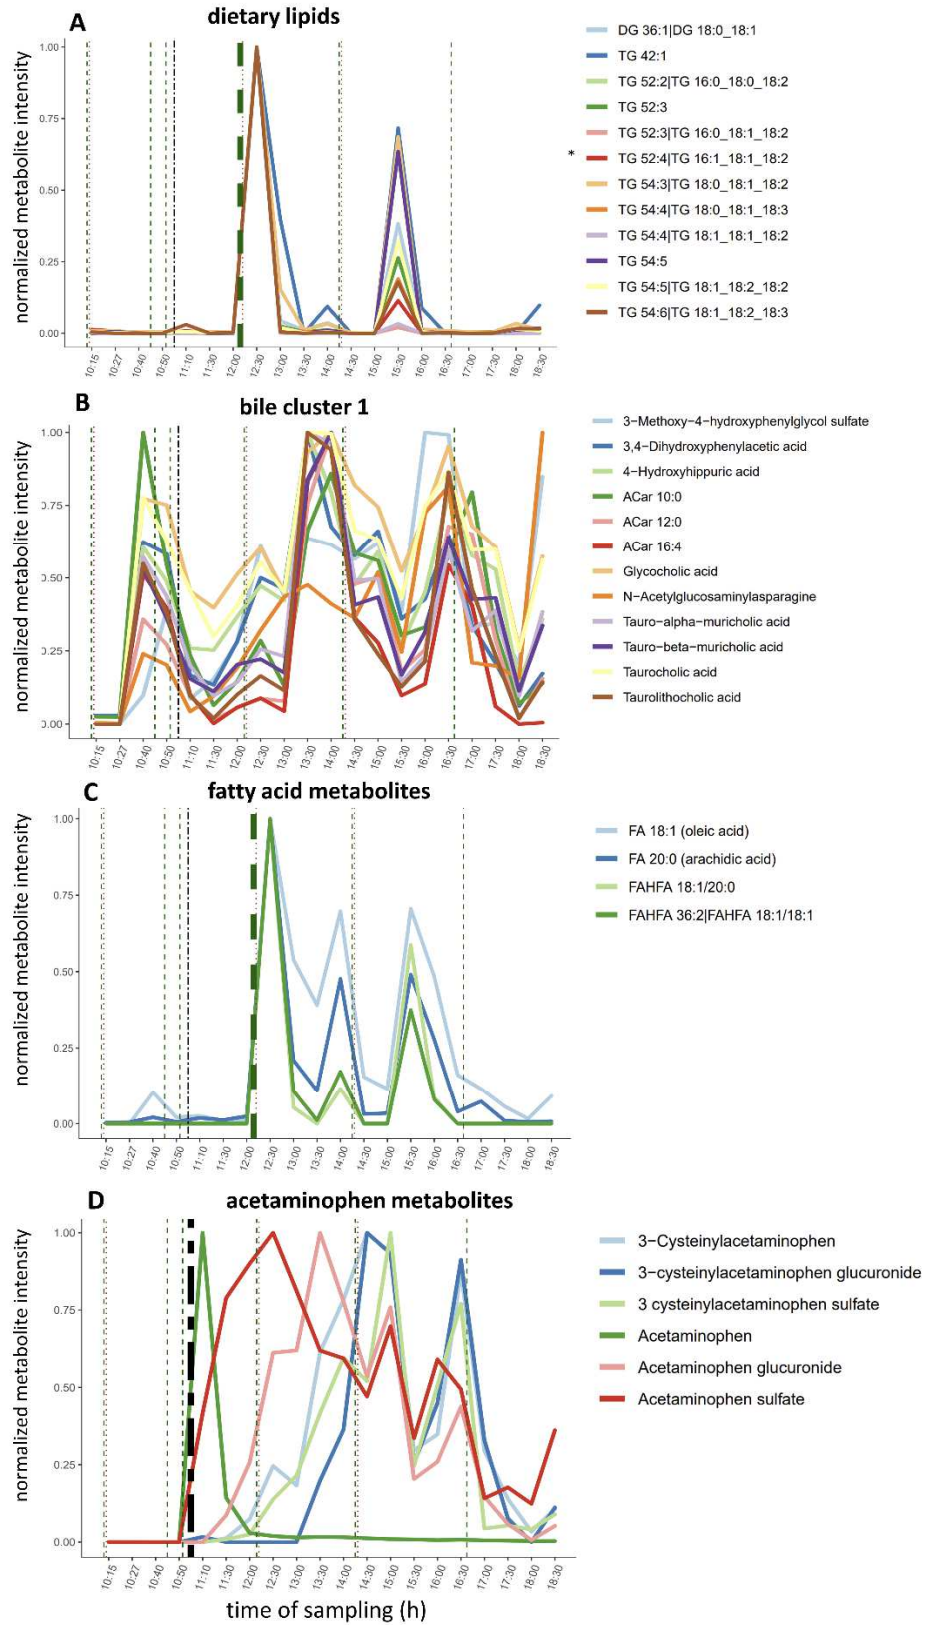 A
dietary lipids
normalized metabolite intensity
1.00
0.75
0.50
0.25
0.00
10:15
10:27
10:40
10:50
11:10
11:30
12:00
12:30
13:00
13:30
14:00
14:30
15:00
15:30
16:00
16:30
17:00
17:30
18:00
18:30
DG 36:1|DG 18:0_18:1
TG 42:1
TG 52:2|TG 16:0_18:0_18:2
TG 52:3
TG 52:3|TG 16:0_18:1_18:2
* TG 52:4|TG 16:1_18:1_18:2
TG 54:3|TG 18:0_18:1_18:2
TG 54:4|TG 18:0_18:1_18:3
TG 54:4|TG 18:1_18:1_18:2
TG 54:5
TG 54:5|TG 18:1_18:2_18:2
TG 54:6|TG 18:1_18:2_18:3
B
bile cluster 1
normalized metabolite intensity
1.00
0.75
0.50
0.25
0.00
10:15
10:27
10:40
10:50
11:10
11:30
12:00
12:30
13:00
13:30
14:00
14:30
15:00
15:30
16:00
16:30
17:00
17:30
18:00
18:30
3−Methoxy−4−hydroxyphenylglycol sulfate
3,4−Dihydroxyphenylacetic acid
4−Hydroxyhippuric acid
ACar 10:0
ACar 12:0
ACar 16:4
Glycocholic acid
N−Acetylglucosaminylasparagine
Tauro−alpha−muricholic acid
Tauro−beta−muricholic acid
Taurocholic acid
Taurolithocholic acid
C
fatty acid metabolites
normalized metabolite intensity
1.00
0.75
0.50
0.25
0.00
10:15
10:27
10:40
10:50
11:10
11:30
12:00
12:30
13:00
13:30
14:00
14:30
15:00
15:30
16:00
16:30
17:00
17:30
18:00
18:30
FA 18:1 (oleic acid)
FA 20:0 (arachidic acid)
FAHFA 18:1/20:0
FAHFA 36:2|FAHFA 18:1/18:1
D
acetaminophen metabolites
normalized metabolite intensity
1.00
0.75
0.50
0.25
0.00
10:15
10:27
10:40
10:50
11:10
11:30
12:00
12:30
13:00
13:30
14:00
14:30
15:00
15:30
16:00
16:30
17:00
17:30
18:00
18:30
time of sampling (h)
3−Cysteinylacetaminophen
3−cysteinylacetaminophen glucuronide
3 cysteinylacetaminophen sulfate
Acetaminophen
Acetaminophen glucuronide
Acetaminophen sulfate